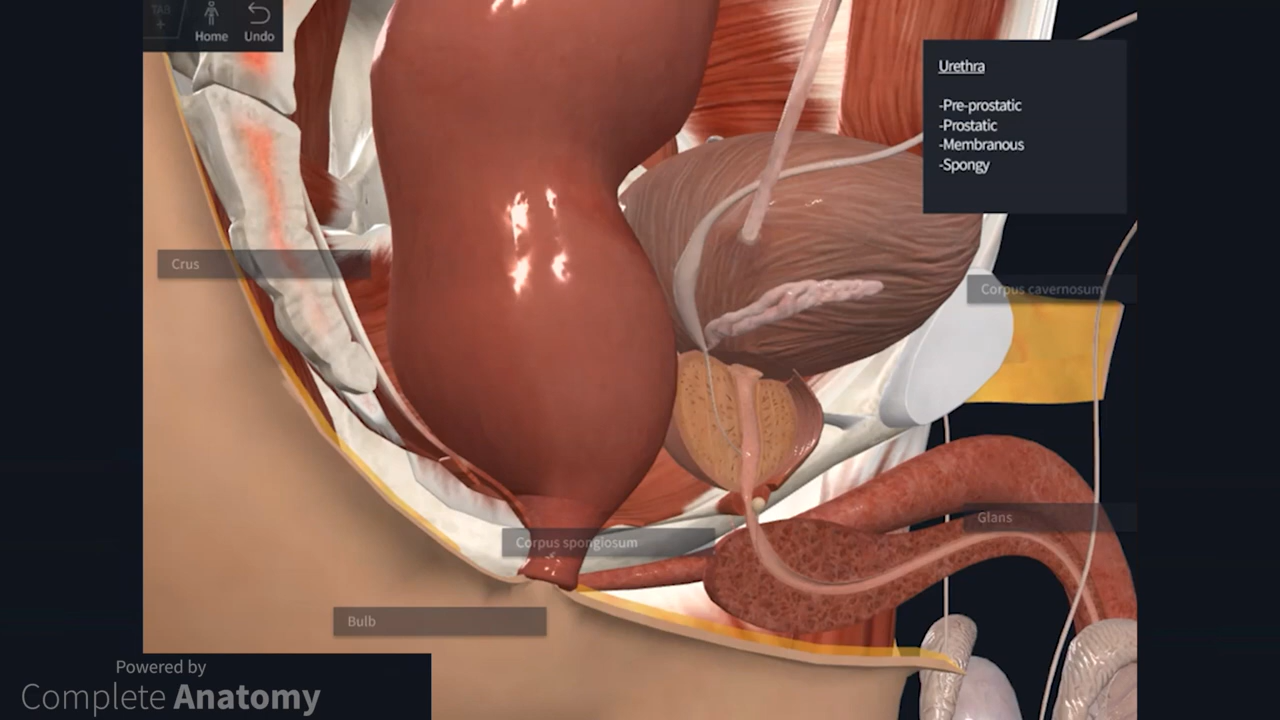 TAB
+
Home
Undo
Urethra
-Pre-prostatic
-Prostatic
-Membranous
-Spongy
Crus
Corpus cavernosum
Glans
Corpus spongiosum
Bulb
Powered by
Complete Anatomy